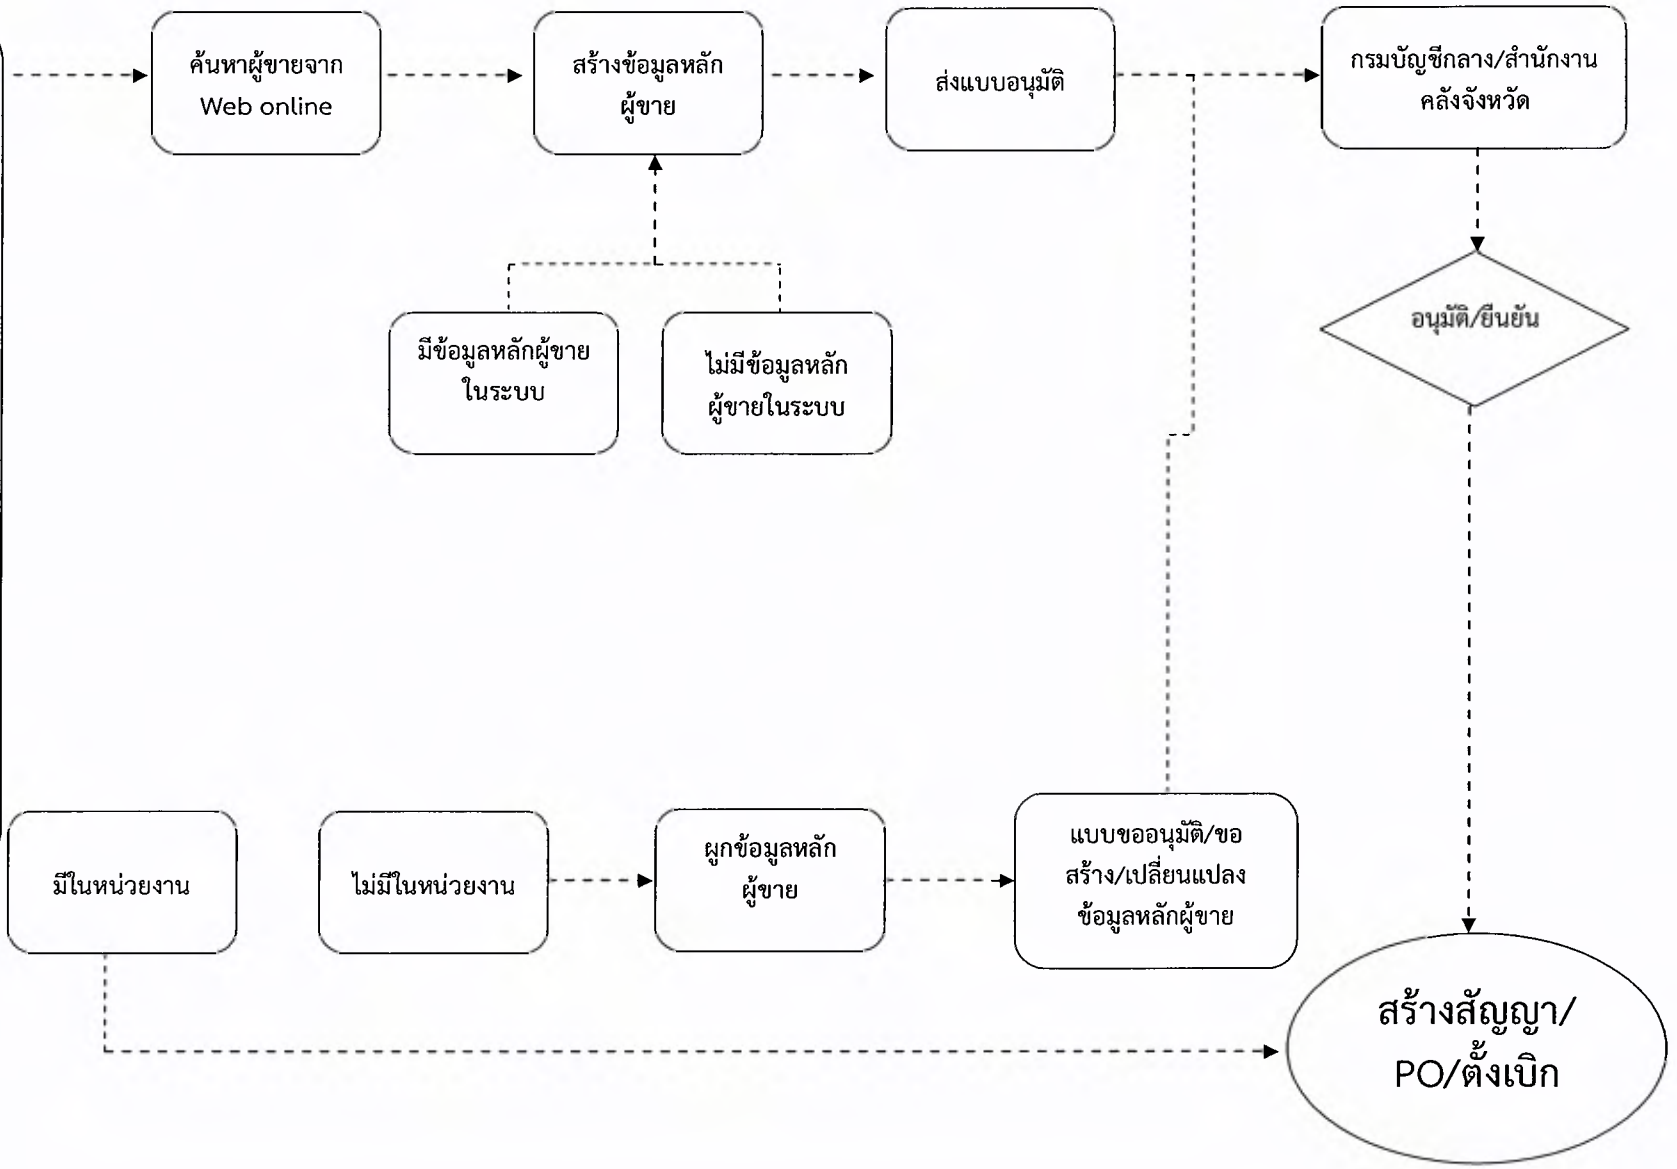 ค้นหาผู้ขายจาก
Web online
สร้างข้อมูลหลัก
ผู้ขาย
ส่งแบบอนุมัติ
กรมบัญชีกลาง/สำนักงาน
คลังจังหวัด
อนุมัติ/ยืนยัน
มีข้อมูลหลักผู้ขาย
ในระบบ
ไม่มีข้อมูลหลัก
ผู้ขายในระบบ
มีในหน่วยงาน
ไม่มีในหน่วยงาน
ผูกข้อมูลหลัก
ผู้ขาย
แบบขออนุมัติ/ขอ
สร้าง/เปลี่ยนแปลง
ข้อมูลหลักผู้ขาย
สร้างสัญญา/
PO/ตั้งเบิก